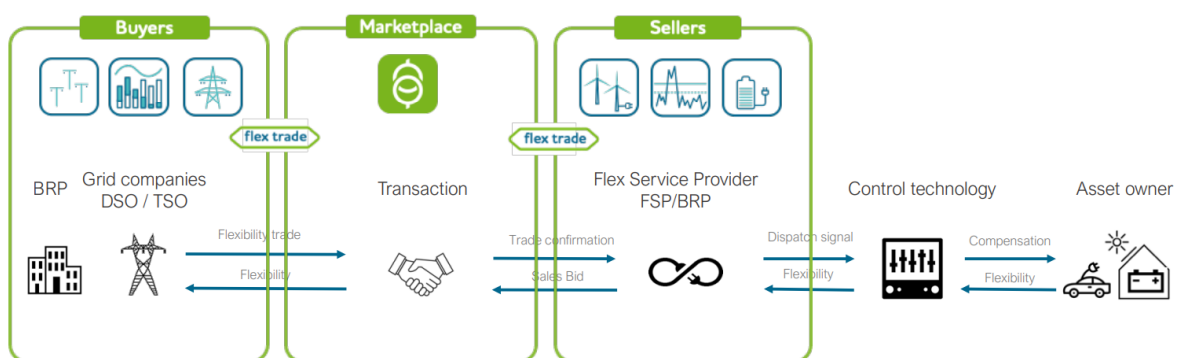 Buyers
Marketplace
Sellers
flex trade
flex trade
BRP
Grid companies
DSO / TSO
Transaction
Flex Service Provider
FSP/BRP
Control technology
Asset owner
Flexibility trade
Flexibility
Trade confirmation
Sales Bid
Dispatch signal
Flexibility
Compensation
Flexibility